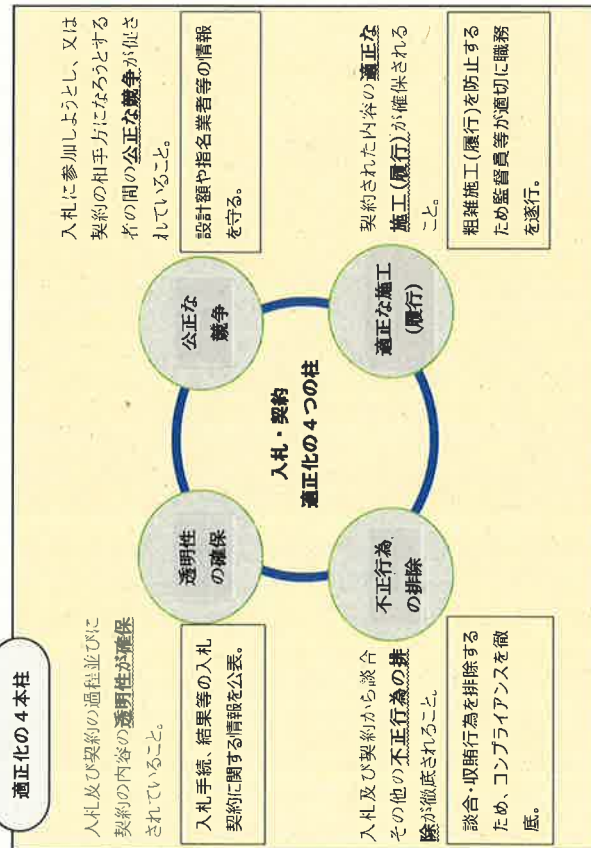 適正化の４本柱
入札及び契約の過程並びに
契約の内容の透明性が確保
されていること。
入札手続、結果等の入札
契約に関する情報を公表。
入札に参加しようとし、又は
契約の相手方になろうとする
者の間の公正な競争が促さ
れていること。
設計額や指名業者等の情報
を守る。
透明性
の確保
公正な
競争
入札・契約
適正化の４つの柱
不正行為
の排除
適正な施工
(履行)
入札及び契約から談合
その他の不正行為の排
除が徹底されること。
談合・収賄行為を排除する
ため、コンプライアンスを徹
底。
契約された内容の適正な
施工(履行)が確保される
こと。
粗雑施工(履行)を防止する
ため監督員等が適切に職務
を遂行。